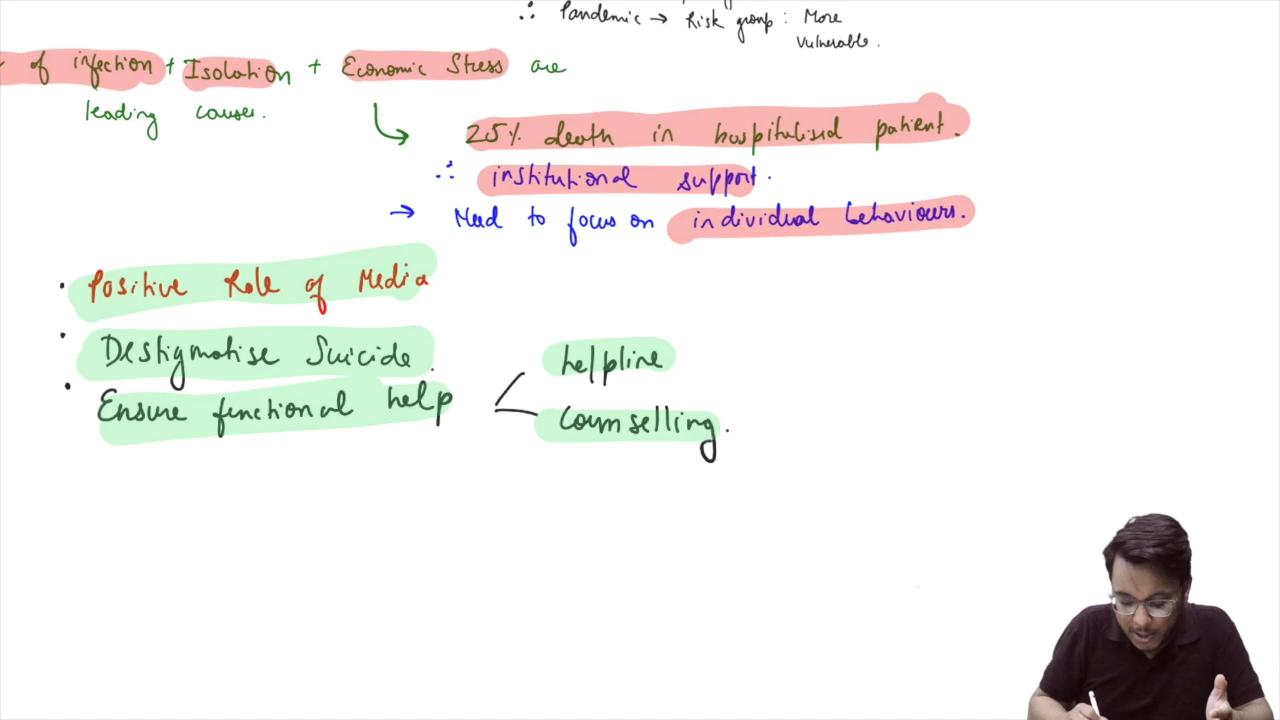 ∴ Pandemic → Risk group : More
Vulnerable.
of infection + Isolation + Economic Stress are
leading causes.
↳ 25% death in hospitalised patient.
∴ institutional support.
→ Need to focus on individual behaviours.
• Positive Role of Media
• Destigmatise Suicide.
• Ensure functional help < helpline
Counselling.